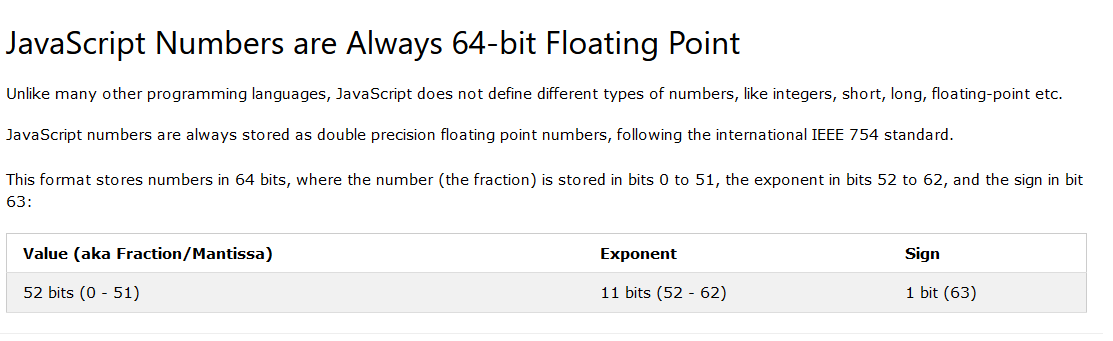 JavaScript Numbers are Always 64-bit Floating Point
Unlike many other programming languages, JavaScript does not define different types of numbers, like integers, short, long, floating-point etc.
JavaScript numbers are always stored as double precision floating point numbers, following the international IEEE 754 standard.
This format stores numbers in 64 bits, where the number (the fraction) is stored in bits 0 to 51, the exponent in bits 52 to 62, and the sign in bit
63:
Value (aka Fraction/Mantissa) Exponent Sign
52 bits (0 - 51) 11 bits (52 - 62) 1 bit (63)